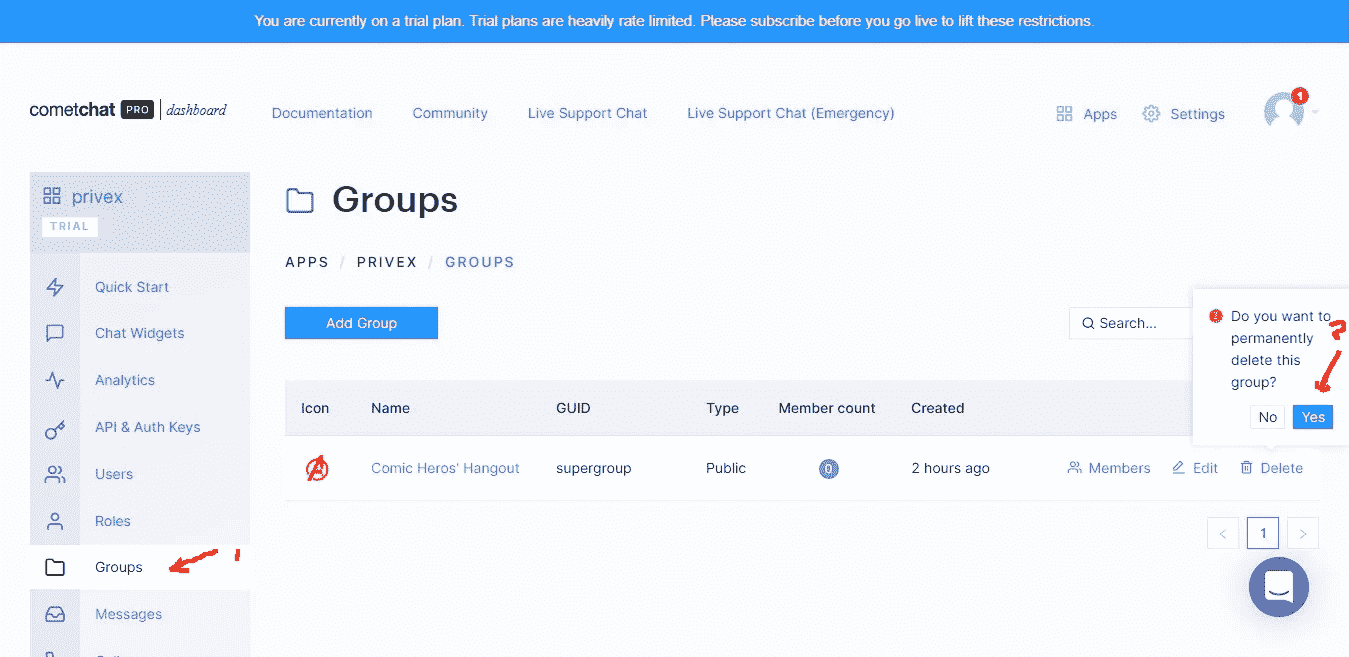 You are currently on a trial plan. Trial plans are heavily rate limited. Please subscribe before you go live to lift these restrictions.
cometchat PRO dashboard
Documentation
Community
Live Support Chat
Live Support Chat (Emergency)
Apps
Settings
1
privex
TRIAL
Quick Start
Chat Widgets
Analytics
API & Auth Keys
Users
Roles
Groups
1
Messages
Groups
APPS / PRIVEX / GROUPS
Add Group
Search...
Do you want to
permanently
delete this
group?
?
No
Yes
Icon Name GUID Type Member count Created
Comic Heros' Hangout supergroup Public 0 2 hours ago Members Edit Delete
< 1 >